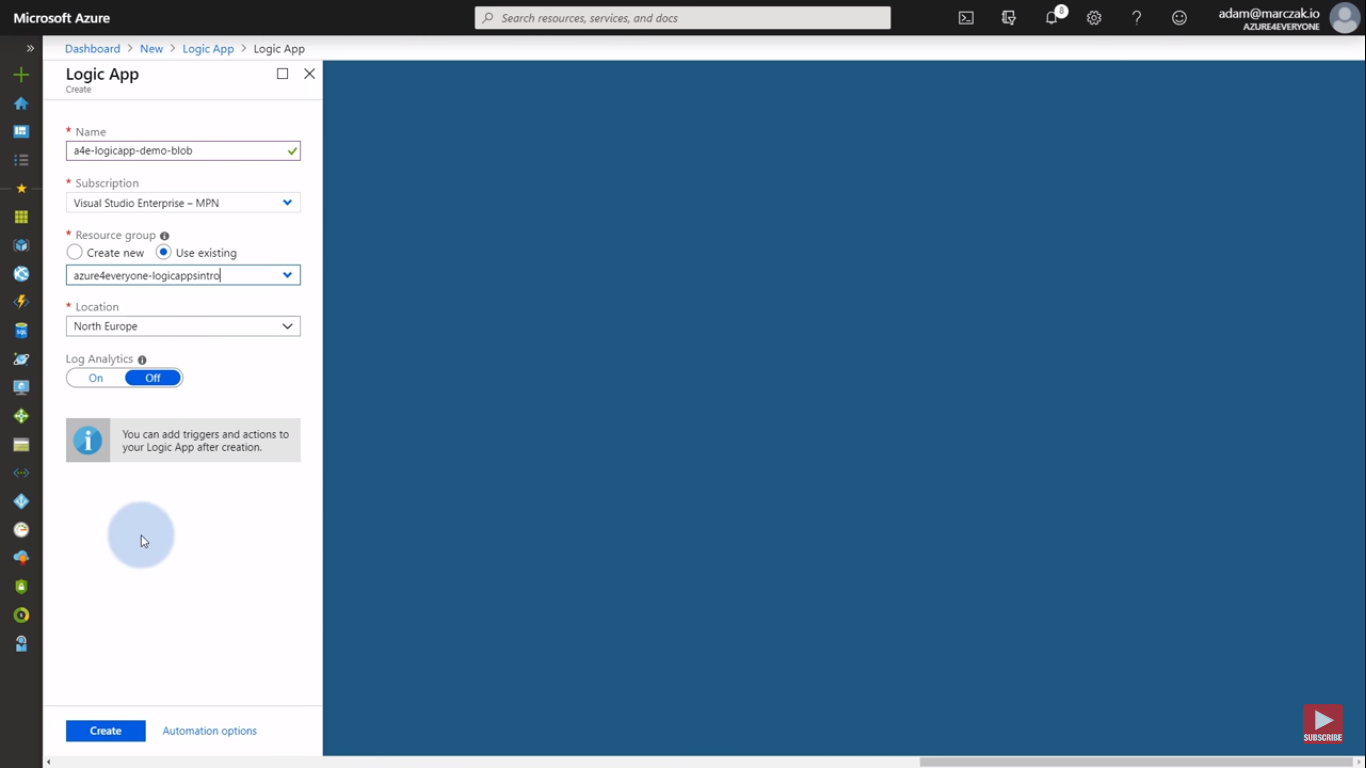 Microsoft Azure
Search resources, services, and docs
8
adam@marczak.io
AZURE4EVERYONE
Dashboard > New > Logic App > Logic App
Logic App
Create
* Name
a4e-logicapp-demo-blob
* Subscription
Visual Studio Enterprise – MPN
* Resource group
Create new Use existing
azure4everyone-logicappsintro
* Location
North Europe
Log Analytics
On Off
You can add triggers and actions to
your Logic App after creation.
Create Automation options
SUBSCRIBE